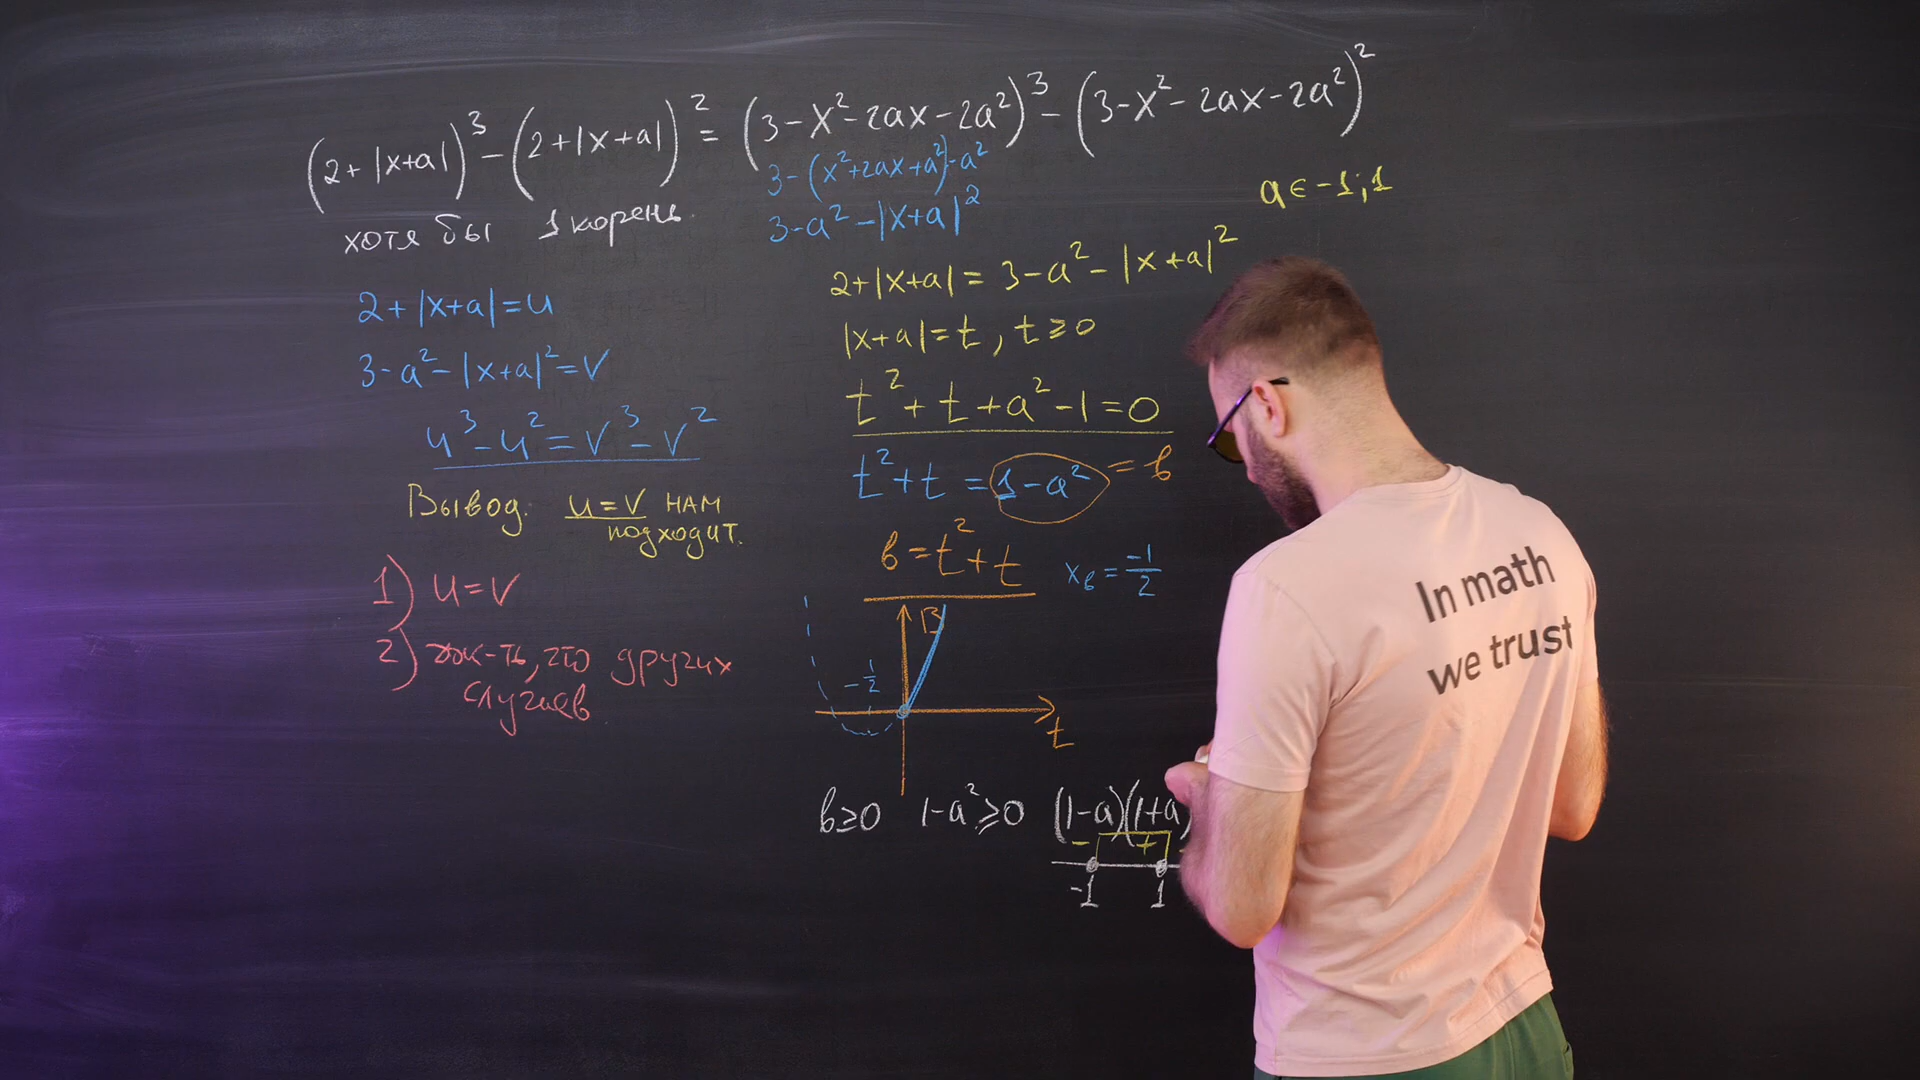 (2+|x+a|)³-(2+|x+a|)²=(3-x²-2ax-2a²)³-(3-x²-2ax-2a²)²
хотя бы 1 корень.
3-(x²+2ax+a²)-a²
3-a²-|x+a|²
a∈-1;1
2+|x+a|=u
3-a²-|x+a|²=v
u³-u²=v³-v²
Вывод: u=v нам
подходит.
1) u=v
2) док-ть, что других
случаев
2+|x+a|=3-a²-|x+a|²
|x+a|=t, t≥0
t²+t+a²-1=0
t²+t=1-a²=b
b=t²+t
x_b=-1/2
B
-1/2
t
b≥0 1-a²≥0 (1-a)(1+a)
- +
-1 1
In math
we trust